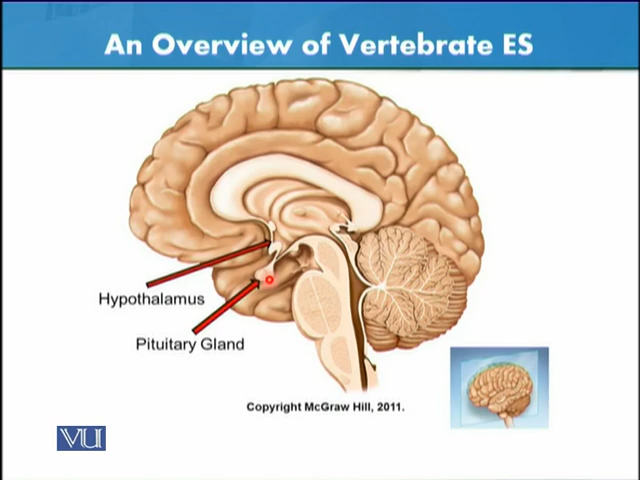 An Overview of Vertebrate ES
Hypothalamus
Pituitary Gland
Copyright McGraw Hill, 2011.
VU